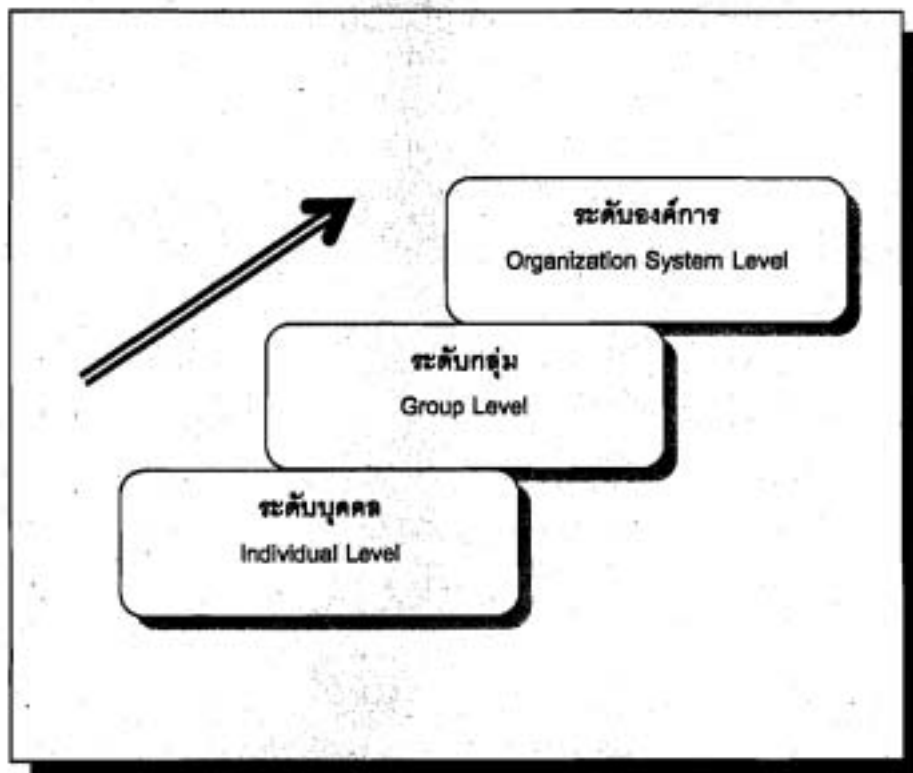 ระดับองค์การ
Organization System Level
ระดับกลุ่ม
Group Level
ระดับบุคคล
Individual Level